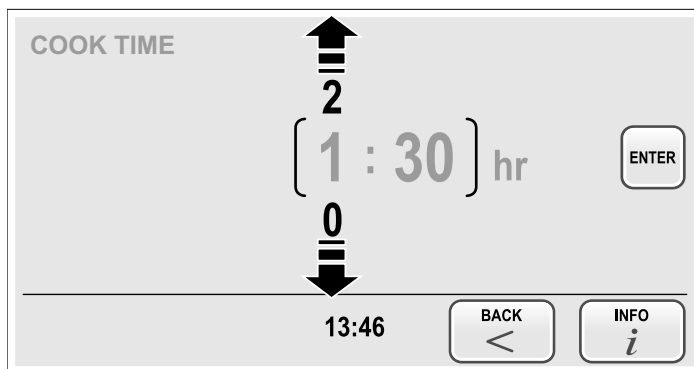 COOK TIME
2
1 : 30 hr
ENTER
0
13:46
BACK
<
INFO
i